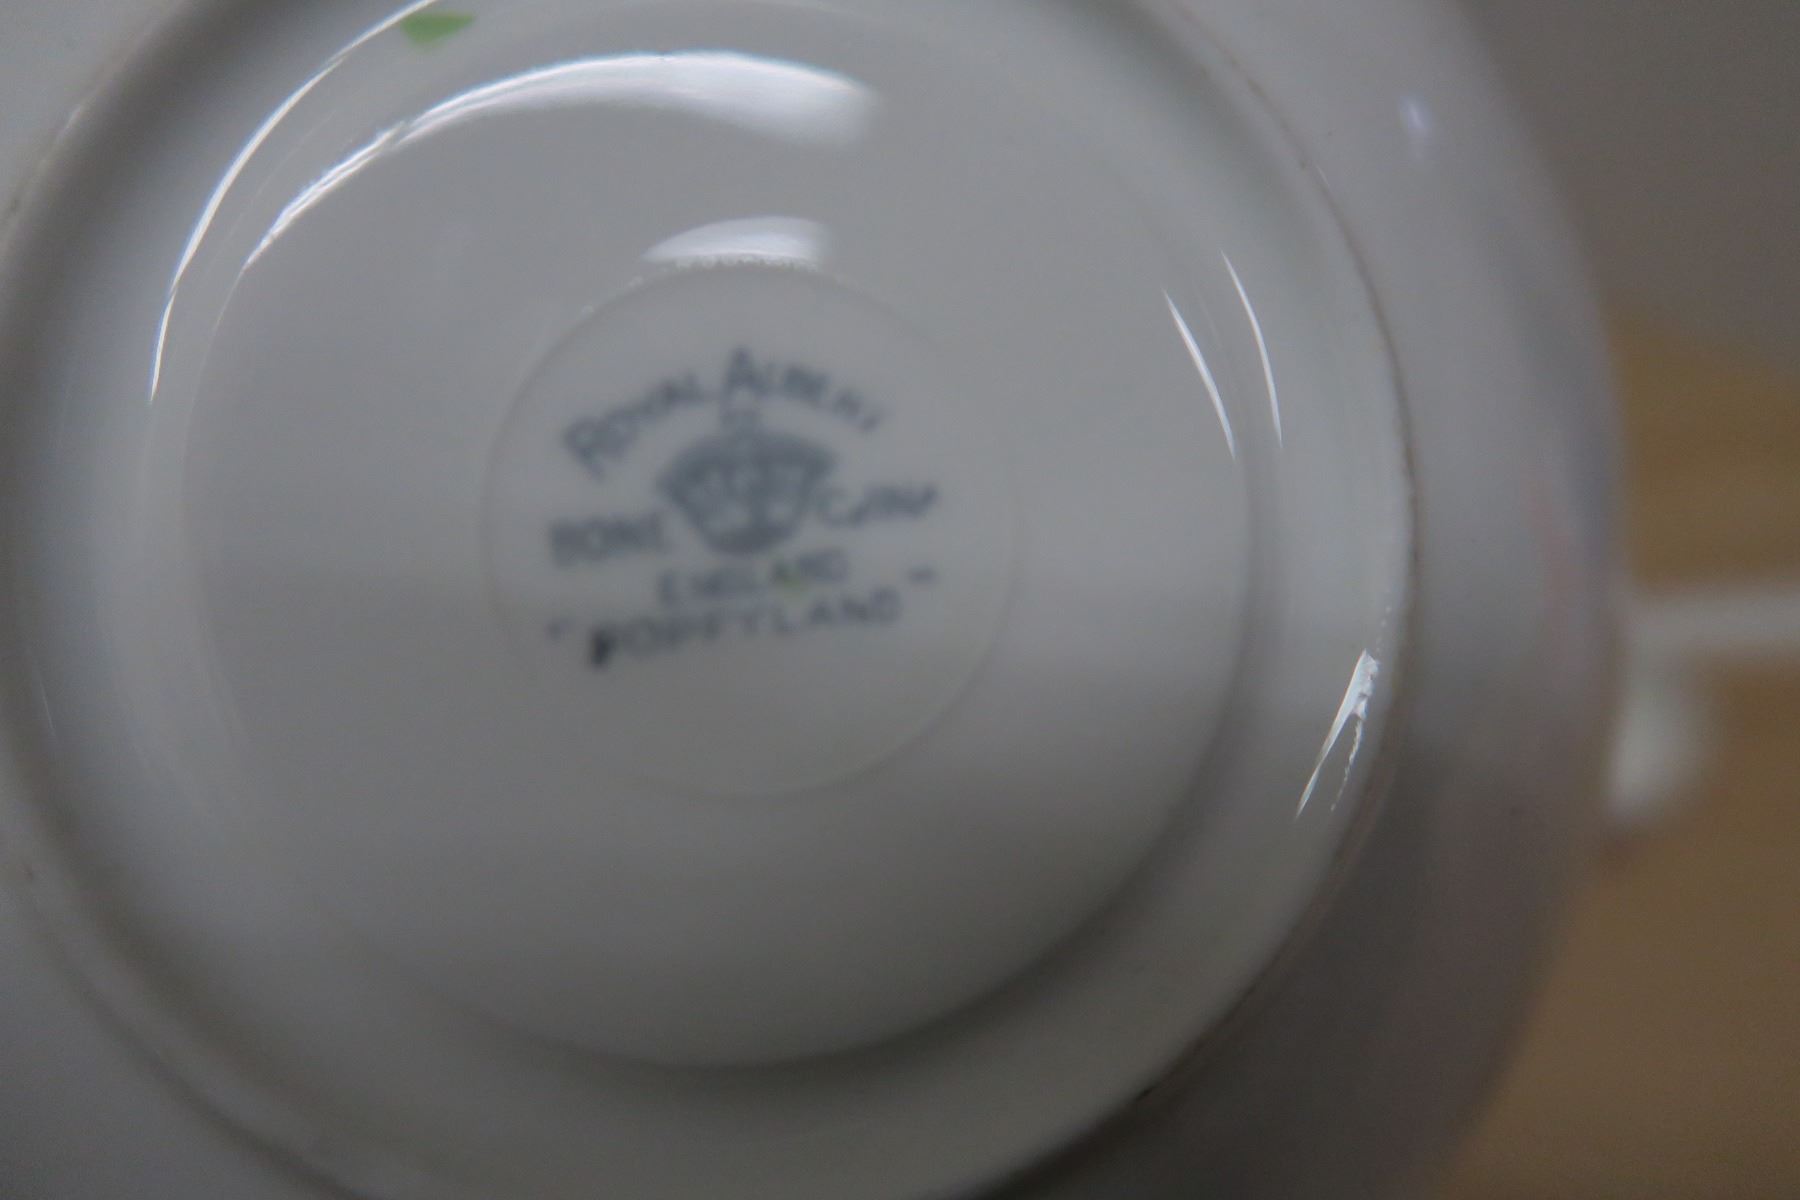 ROYAL ALBERT
BONE CHINA
ENGLAND
"POPPYLAND"